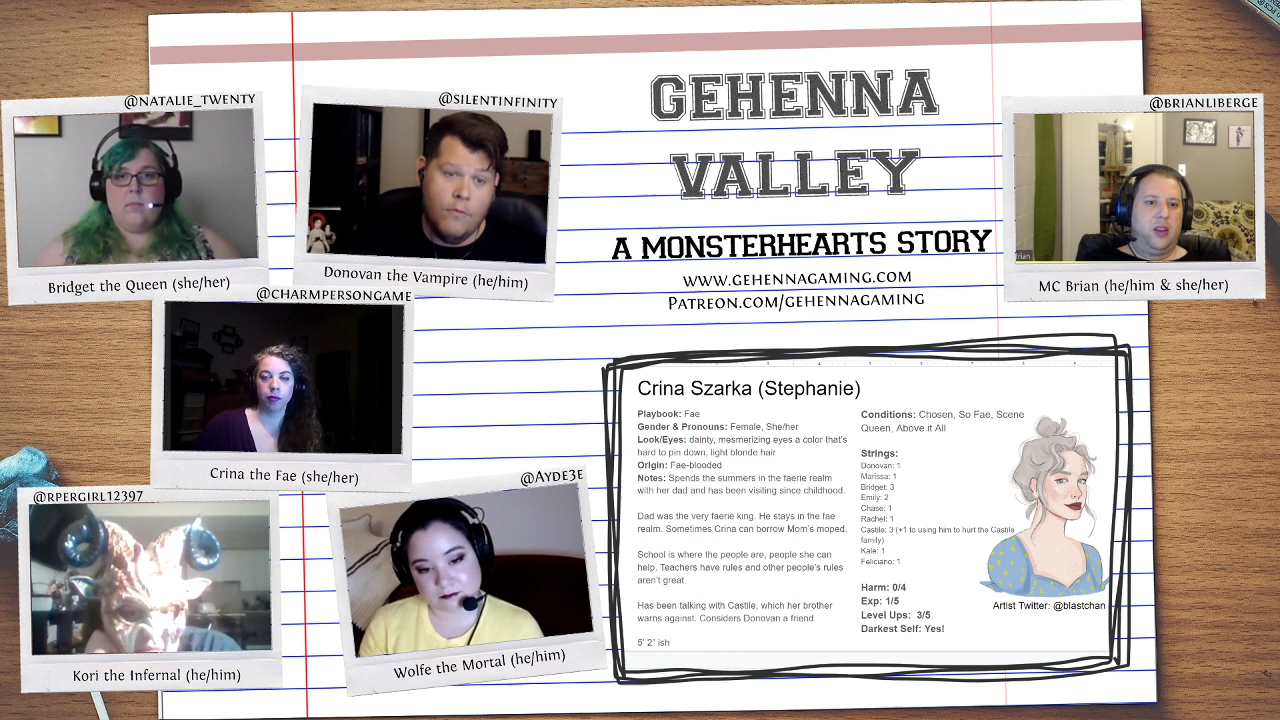 @NATALIE_TWENTY
Bridget the Queen (she/her)
@SILENTINFINITY
Donovan the Vampire (he/him)
@CHARMPERSONGAME
Crina the Fae (she/her)
@RPERGIRL12397
Kori the Infernal (he/him)
@AYDE3E
Wolfe the Mortal (he/him)
GEHENNA
VALLEY
A MONSTERHEARTS STORY
WWW.GEHENNAGAMING.COM
PATREON.COM/GEHENNAGAMING
@BRIANLIBERGE
Brian
MC Brian (he/him & she/her)
Crina Szarka (Stephanie)
Playbook: Fae
Gender & Pronouns: Female, She/her
Look/Eyes: dainty, mesmerizing eyes a color that's
hard to pin down, light blonde hair
Origin: Fae-blooded
Notes: Spends the summers in the faerie realm
with her dad and has been visiting since childhood.
Dad was the very faerie king. He stays in the fae
realm. Sometimes Crina can borrow Mom's moped.
School is where the people are, people she can
help. Teachers have rules and other people's rules
aren't great.
Has been talking with Castile, which her brother
warns against. Considers Donovan a friend
5' 2" ish
Conditions: Chosen, So Fae, Scene
Queen, Above it All
Strings:
Donovan: 1
Marissa: 1
Bridget: 3
Emily: 2
Chase: 1
Rachel: 1
Castile: 3 (+1 to using him to hurt the Castile
family)
Kale: 1
Feliciano: 1
Harm: 0/4
Exp: 1/5
Level Ups: 3/5
Darkest Self: Yes!
Artist Twitter: @blastchan